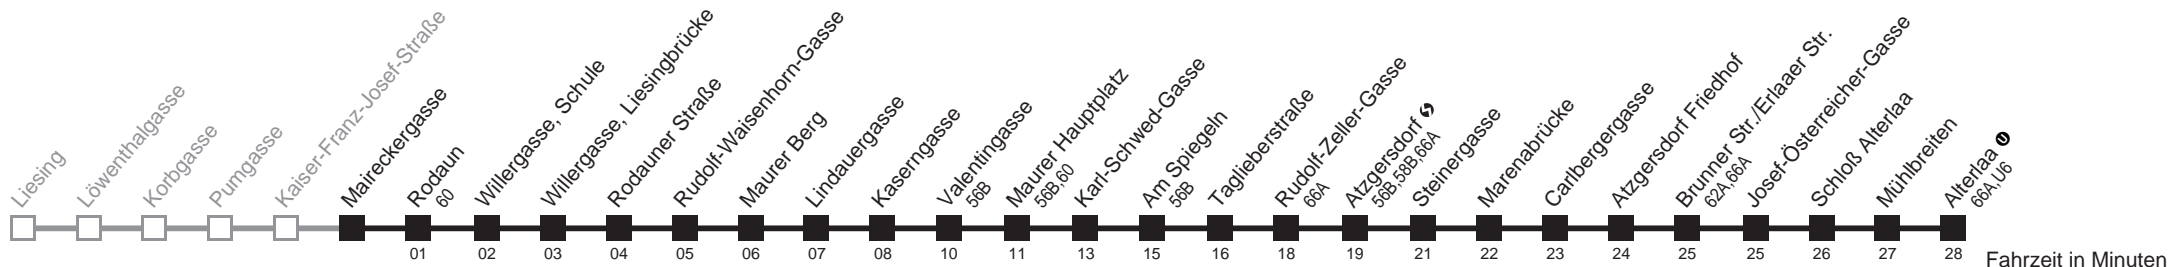 Liesing
Löwenthalgasse
Korbgasse
Purngasse
Kaiser-Franz-Josef-Straße
Maireckergasse
Rodaun
60
Willergasse, Schule
Willergasse, Liesingbrücke
Rodauner Straße
Rudolf-Waisenhorn-Gasse
Maurer Berg
Lindauergasse
Kaserngasse
Valentingasse
56B
Maurer Hauptplatz
56B,60
Karl-Schwed-Gasse
Am Spiegeln
56B
Taglieberstraße
Rudolf-Zeller-Gasse
66A
Atzgersdorf S
56B,58B,66A
Steinergasse
Marenabrücke
Carlbergergasse
Atzgersdorf Friedhof
Brunner Str./Erlaaer Str.
62A,66A
Josef-Österreicher-Gasse
Schloß Alterlaa
Mühlbreiten
Alterlaa U
66A,U6
01 02 03 04 05 06 07 08 10 11 13 15 16 18 19 21 22 23 24 25 25 26 27 28 Fahrzeit in Minuten